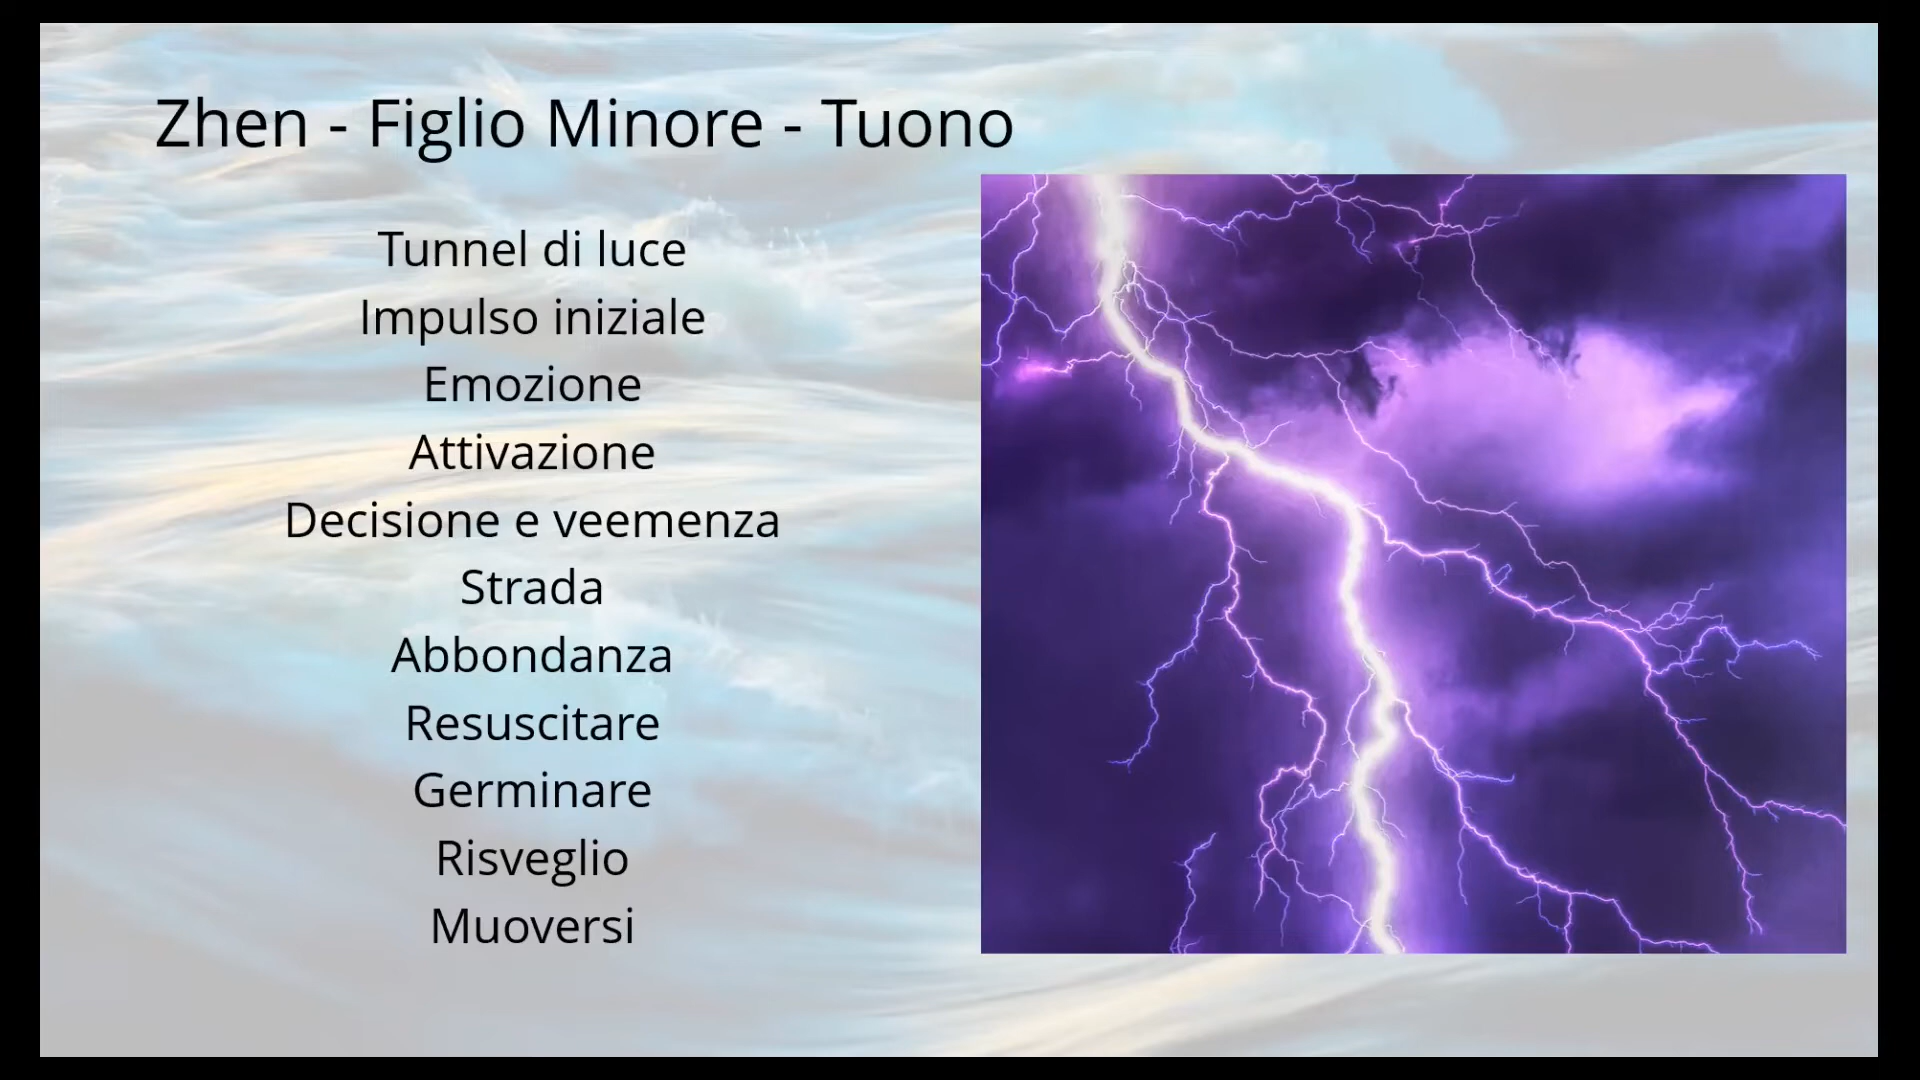 Zhen - Figlio Minore - Tuono
Tunnel di luce
Impulso iniziale
Emozione
Attivazione
Decisione e veemenza
Strada
Abbondanza
Resuscitare
Germinare
Risveglio
Muoversi